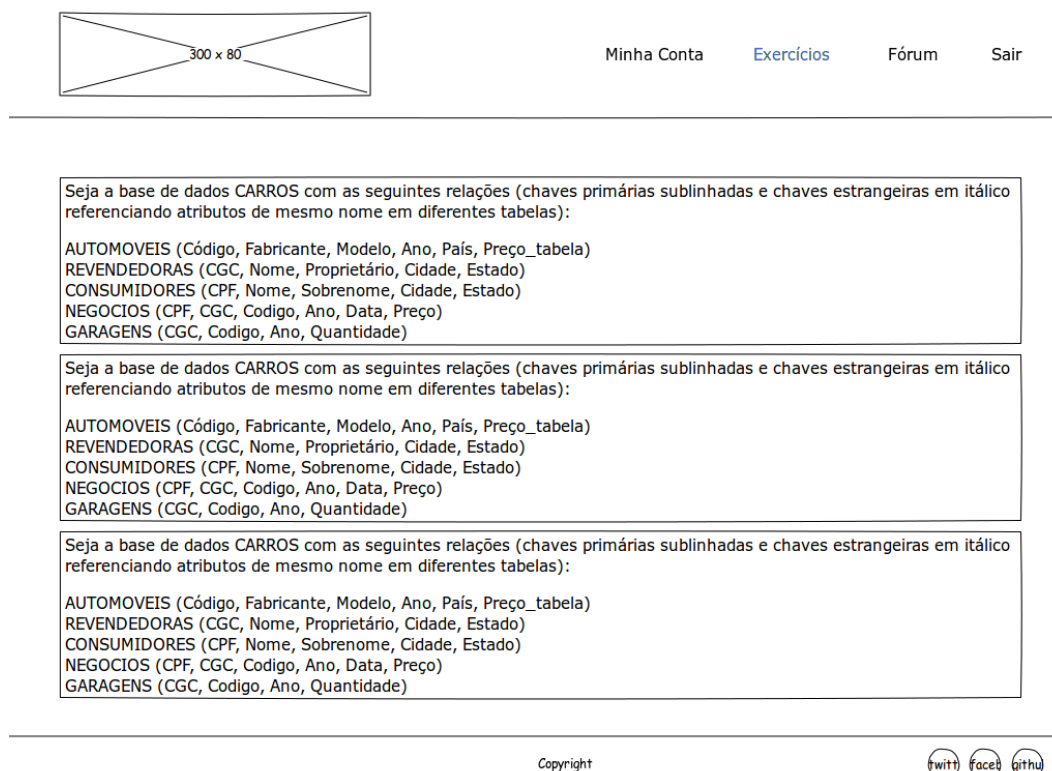 300 x 80
Minha Conta Exercícios Fórum Sair
Seja a base de dados CARROS com as seguintes relações (chaves primárias sublinhadas e chaves estrangeiras em itálico
referenciando atributos de mesmo nome em diferentes tabelas):
AUTOMOVEIS (Código, Fabricante, Modelo, Ano, País, Preço_tabela)
REVENDEDORAS (CGC, Nome, Proprietário, Cidade, Estado)
CONSUMIDORES (CPF, Nome, Sobrenome, Cidade, Estado)
NEGOCIOS (CPF, CGC, Codigo, Ano, Data, Preço)
GARAGENS (CGC, Codigo, Ano, Quantidade)
Seja a base de dados CARROS com as seguintes relações (chaves primárias sublinhadas e chaves estrangeiras em itálico
referenciando atributos de mesmo nome em diferentes tabelas):
AUTOMOVEIS (Código, Fabricante, Modelo, Ano, País, Preço_tabela)
REVENDEDORAS (CGC, Nome, Proprietário, Cidade, Estado)
CONSUMIDORES (CPF, Nome, Sobrenome, Cidade, Estado)
NEGOCIOS (CPF, CGC, Codigo, Ano, Data, Preço)
GARAGENS (CGC, Codigo, Ano, Quantidade)
Seja a base de dados CARROS com as seguintes relações (chaves primárias sublinhadas e chaves estrangeiras em itálico
referenciando atributos de mesmo nome em diferentes tabelas):
AUTOMOVEIS (Código, Fabricante, Modelo, Ano, País, Preço_tabela)
REVENDEDORAS (CGC, Nome, Proprietário, Cidade, Estado)
CONSUMIDORES (CPF, Nome, Sobrenome, Cidade, Estado)
NEGOCIOS (CPF, CGC, Codigo, Ano, Data, Preço)
GARAGENS (CGC, Codigo, Ano, Quantidade)
Copyright twitt faceb githu